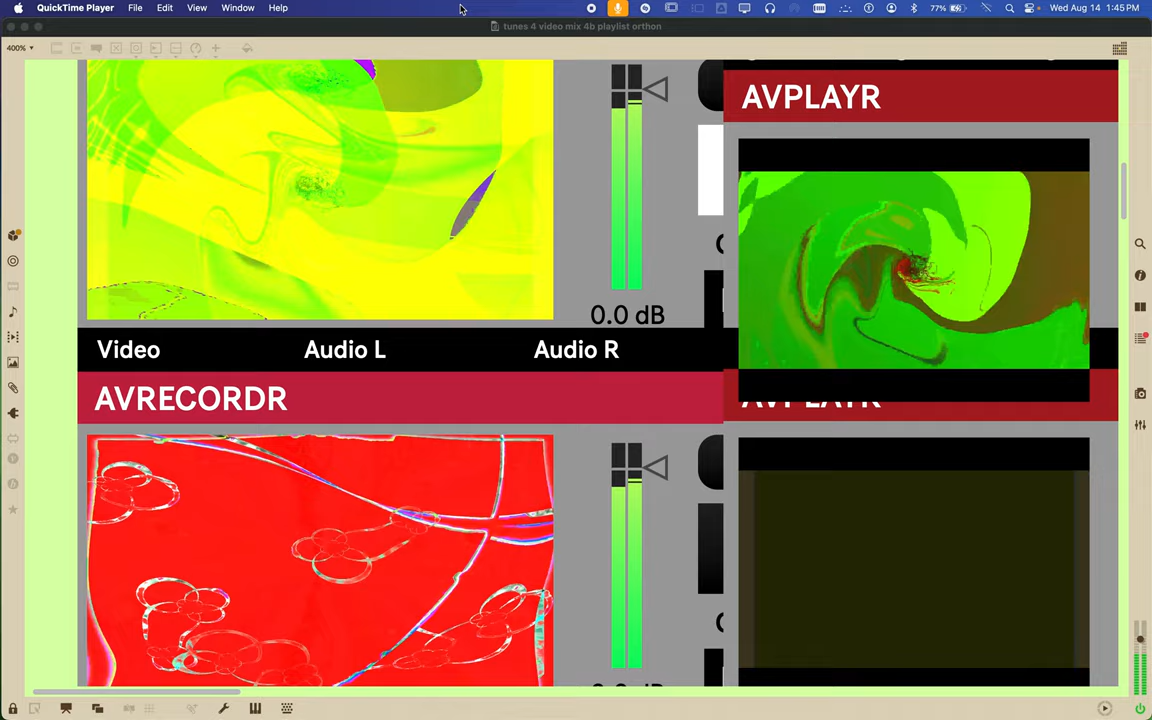 QuickTime Player File Edit View Window Help 77% Wed Aug 14 1:45 PM
tunes 4 video mix 4b playlist orthon
400%
AVPLAYR
0.0 dB
Video Audio L Audio R
AVRECORDR
AVPLAYR